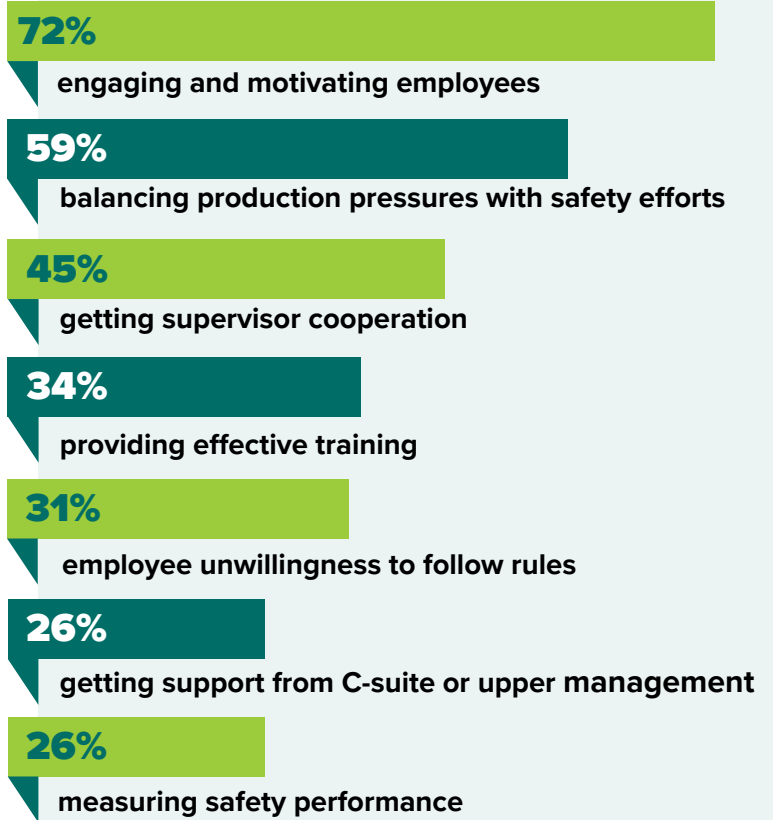 72%
engaging and motivating employees
59%
balancing production pressures with safety efforts
45%
getting supervisor cooperation
34%
providing effective training
31%
employee unwillingness to follow rules
26%
getting support from C-suite or upper management
26%
measuring safety performance